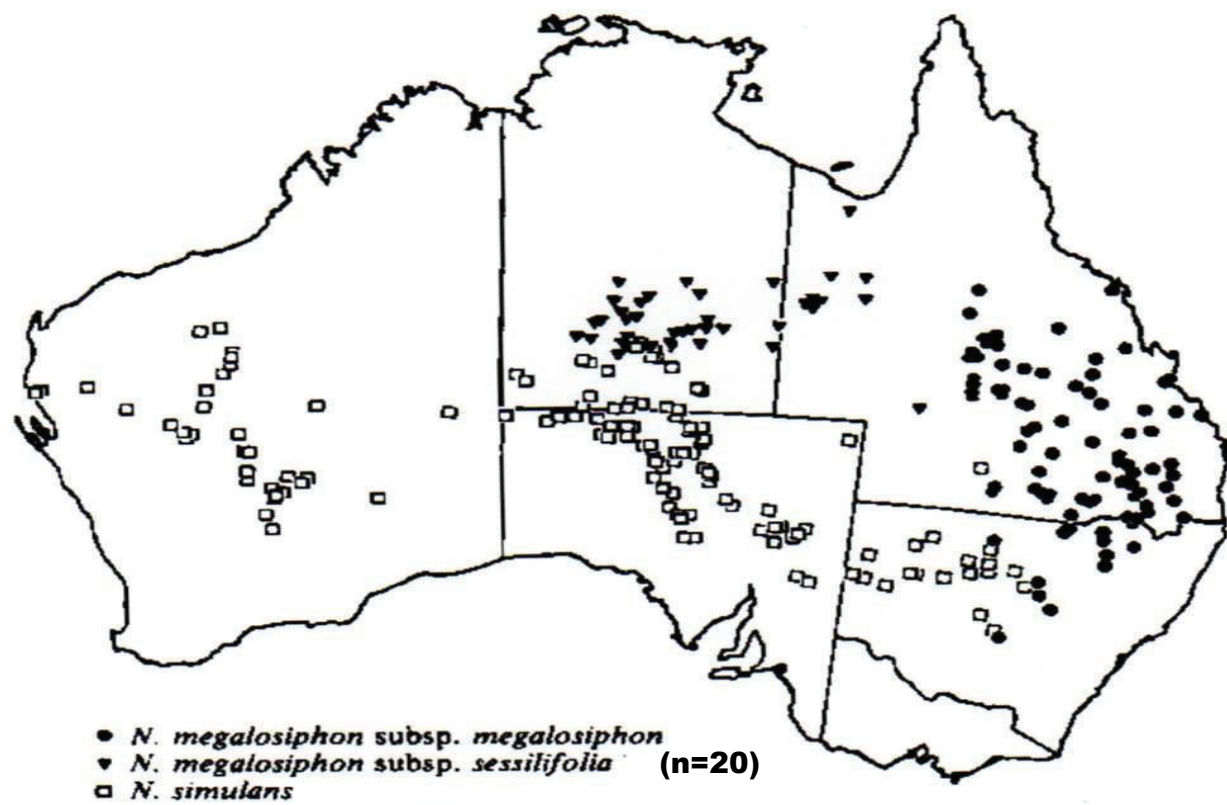 ● N. megalosiphon subsp. megalosiphon
▼ N. megalosiphon subsp. sessilifolia (n=20)
□ N. simulans